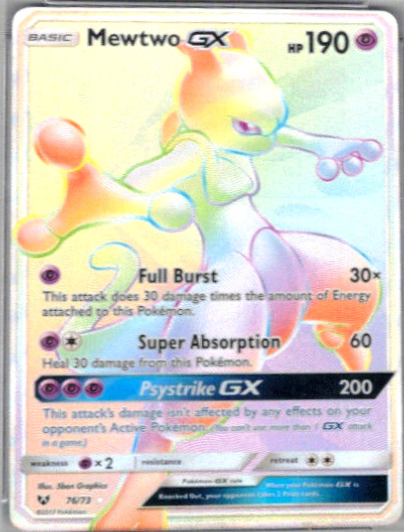 BASIC Mewtwo GX HP 190
Full Burst 30×
This attack does 30 damage times the amount of Energy
attached to this Pokémon.
Super Absorption 60
Heal 30 damage from this Pokémon.
Psystrike GX 200
This attack's damage isn't affected by any effects on your
opponent's Active Pokémon. (You can't use more than 1 GX attack
in a game.)
weakness ×2 resistance retreat
Illus. 5ban Graphics Pokémon-GX rule When your Pokémon-GX is
76/73 Knocked Out, your opponent takes 2 Prize cards.
©2017 Pokémon